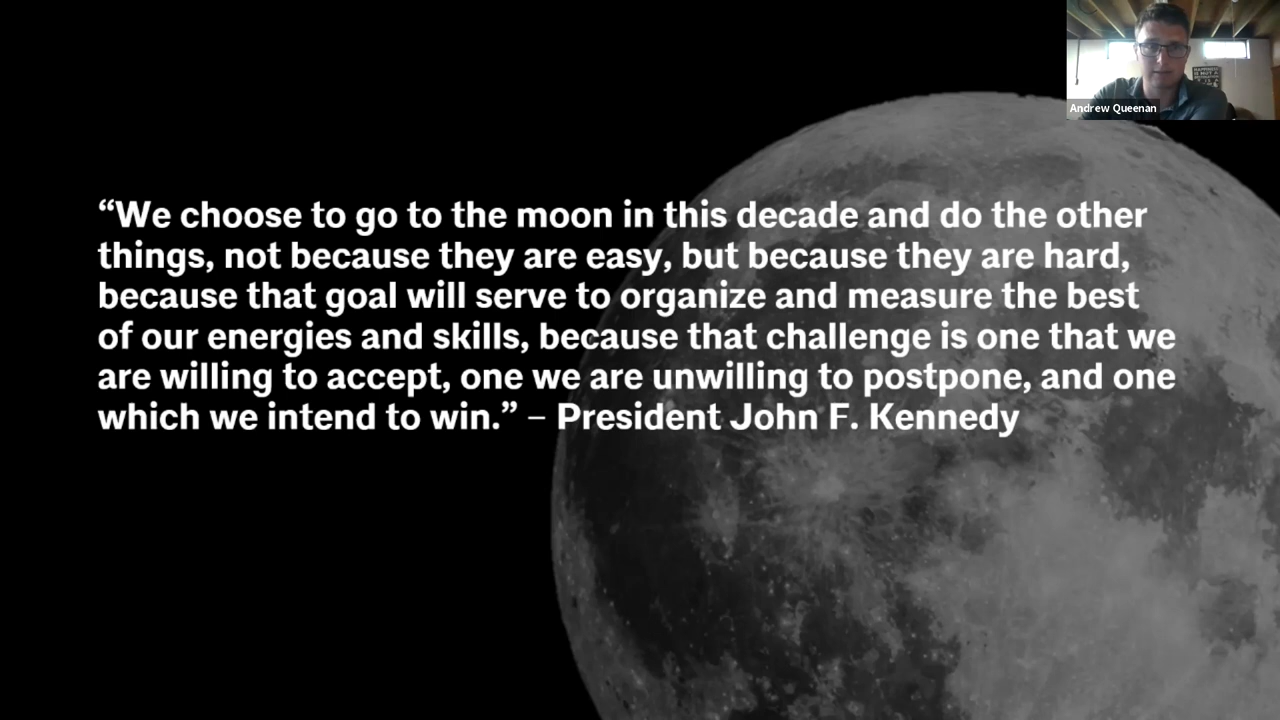 Andrew Queenan
“We choose to go to the moon in this decade and do the other
things, not because they are easy, but because they are hard,
because that goal will serve to organize and measure the best
of our energies and skills, because that challenge is one that we
are willing to accept, one we are unwilling to postpone, and one
which we intend to win.” – President John F. Kennedy